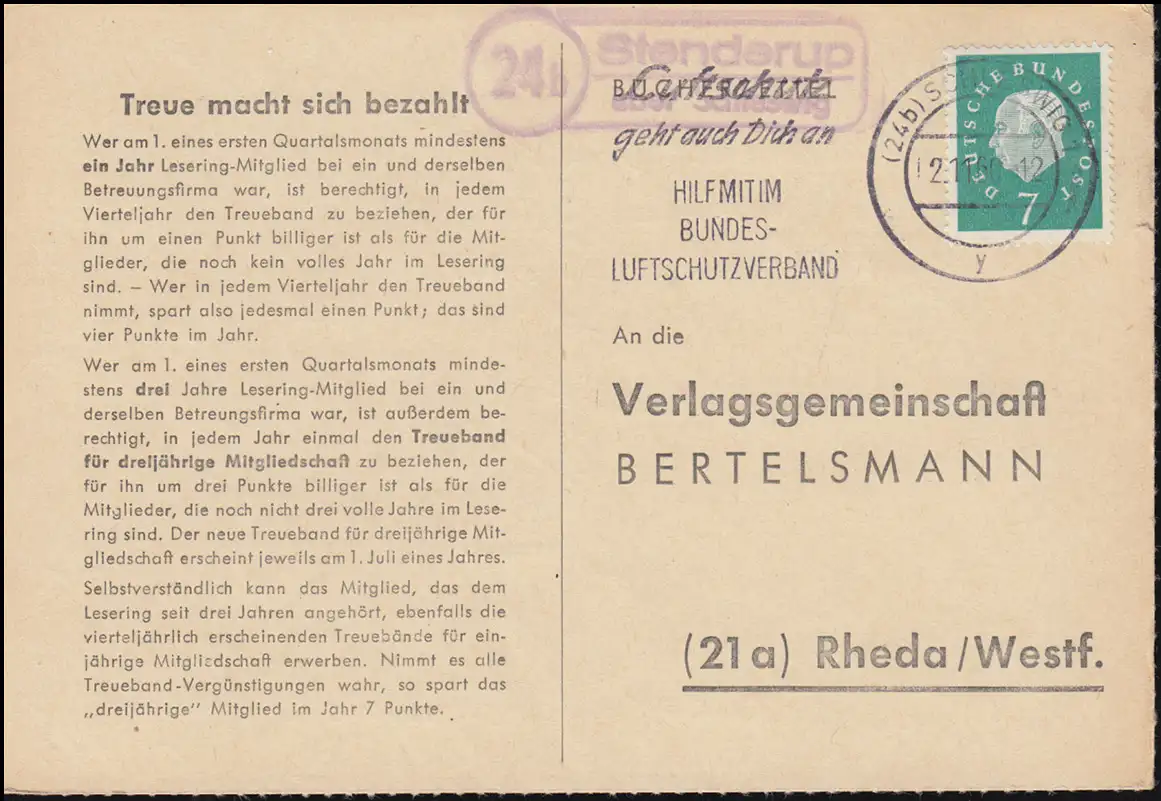 Treue macht sich bezahlt
Wer am 1. eines ersten Quartalsmonats mindestens
ein Jahr Lesering-Mitglied bei ein und derselben
Betreuungsfirma war, ist berechtigt, in jedem
Vierteljahr den Treueband zu beziehen, der für
ihn um einen Punkt billiger ist als für die Mit-
glieder, die noch kein volles Jahr im Lesering
sind. – Wer in jedem Vierteljahr den Treueband
nimmt, spart also jedesmal einen Punkt; das sind
vier Punkte im Jahr.
Wer am 1. eines ersten Quartalsmonats minde-
stens drei Jahre Lesering-Mitglied bei ein und
derselben Betreungsfirma war, ist außerdem be-
rechtigt, in jedem Jahr einmal den Treueband
für dreijährige Mitgliedschaft zu beziehen, der
für ihn um drei Punkte billiger ist als für die
Mitglieder, die noch nicht drei volle Jahre im Lese-
ring sind. Der neue Treueband für dreijährige Mit-
gliedschaft erscheint jeweils am 1. Juli eines Jahres.
Selbstverständlich kann das Mitglied, das dem
Lesering seit drei Jahren angehört, ebenfalls die
vierteljährlich erscheinenden Treuebände für ein-
jährige Mitgliedschaft erwerben. Nimmt es alle
Treueband-Vergünstigungen wahr, so spart das
„dreijährige" Mitglied im Jahr 7 Punkte.
24b
Stenderup
über Schleswig
BÜCHERZETTEL
Luftschutz
geht auch Dich an
HILF MIT IM
BUNDES-
LUFTSCHUTZVERBAND
(24b) SCHLESWIG 1
2.11.60-12
y
DEUTSCHE BUNDESPOST
7
An die
Verlagsgemeinschaft
BERTELSMANN
(21a) Rheda/Westf.